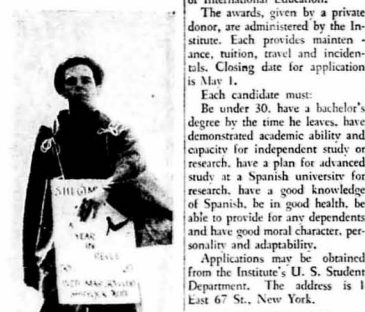 of International Education.
The awards, given by a private
donor, are administered by the In-
stitute. Each provides mainten -
ance, tuition, travel and inciden-
tals. Closing date for application
is May 1.
Each candidate must:
Be under 30, have a bachelor's
degree by the time he leaves, have
demonstrated academic ability and
capacity for independent study or
research, have a plan for advanced
study at a Spanish university for
research, have a good knowledge
of Spanish, be in good health, be
able to provide for any dependents
and have good moral character, per-
sonality and adaptability.
Applications may be obtained
from the Institute's U. S. Student
Department. The address is 1
East 67 St., New York.
A
YEAR
IN